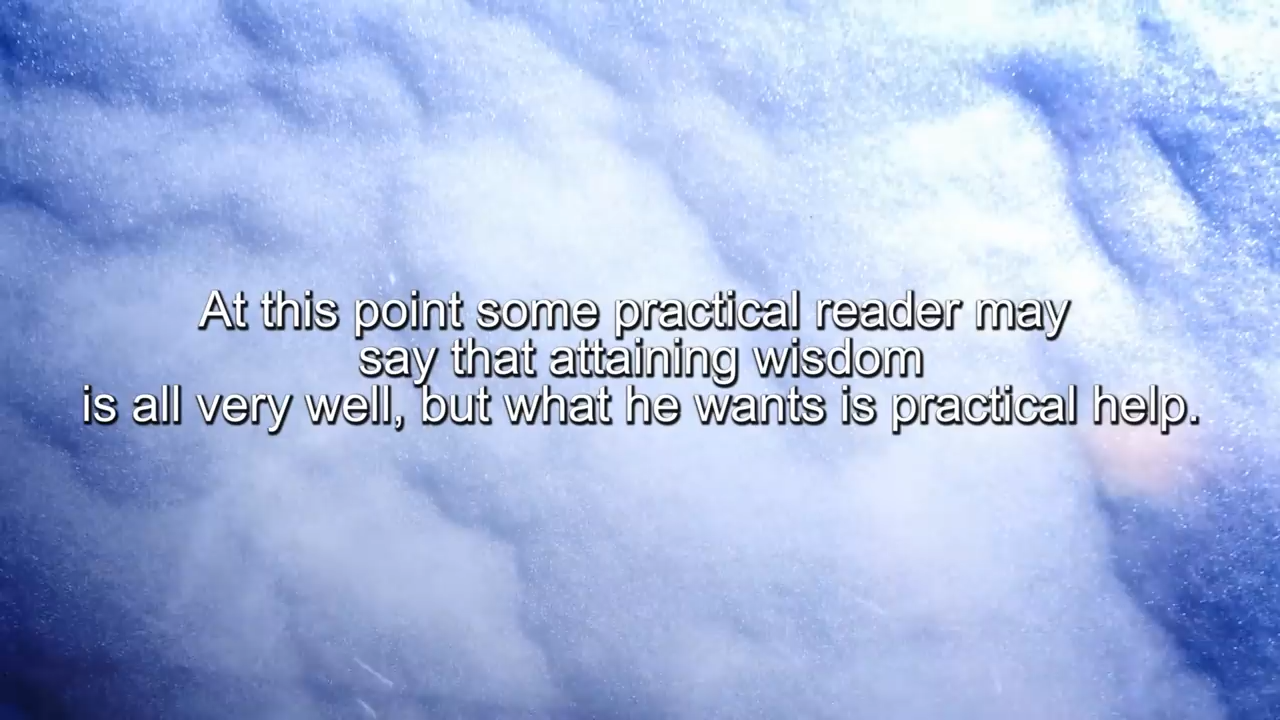 At this point some practical reader may
say that attaining wisdom
is all very well, but what he wants is practical help.